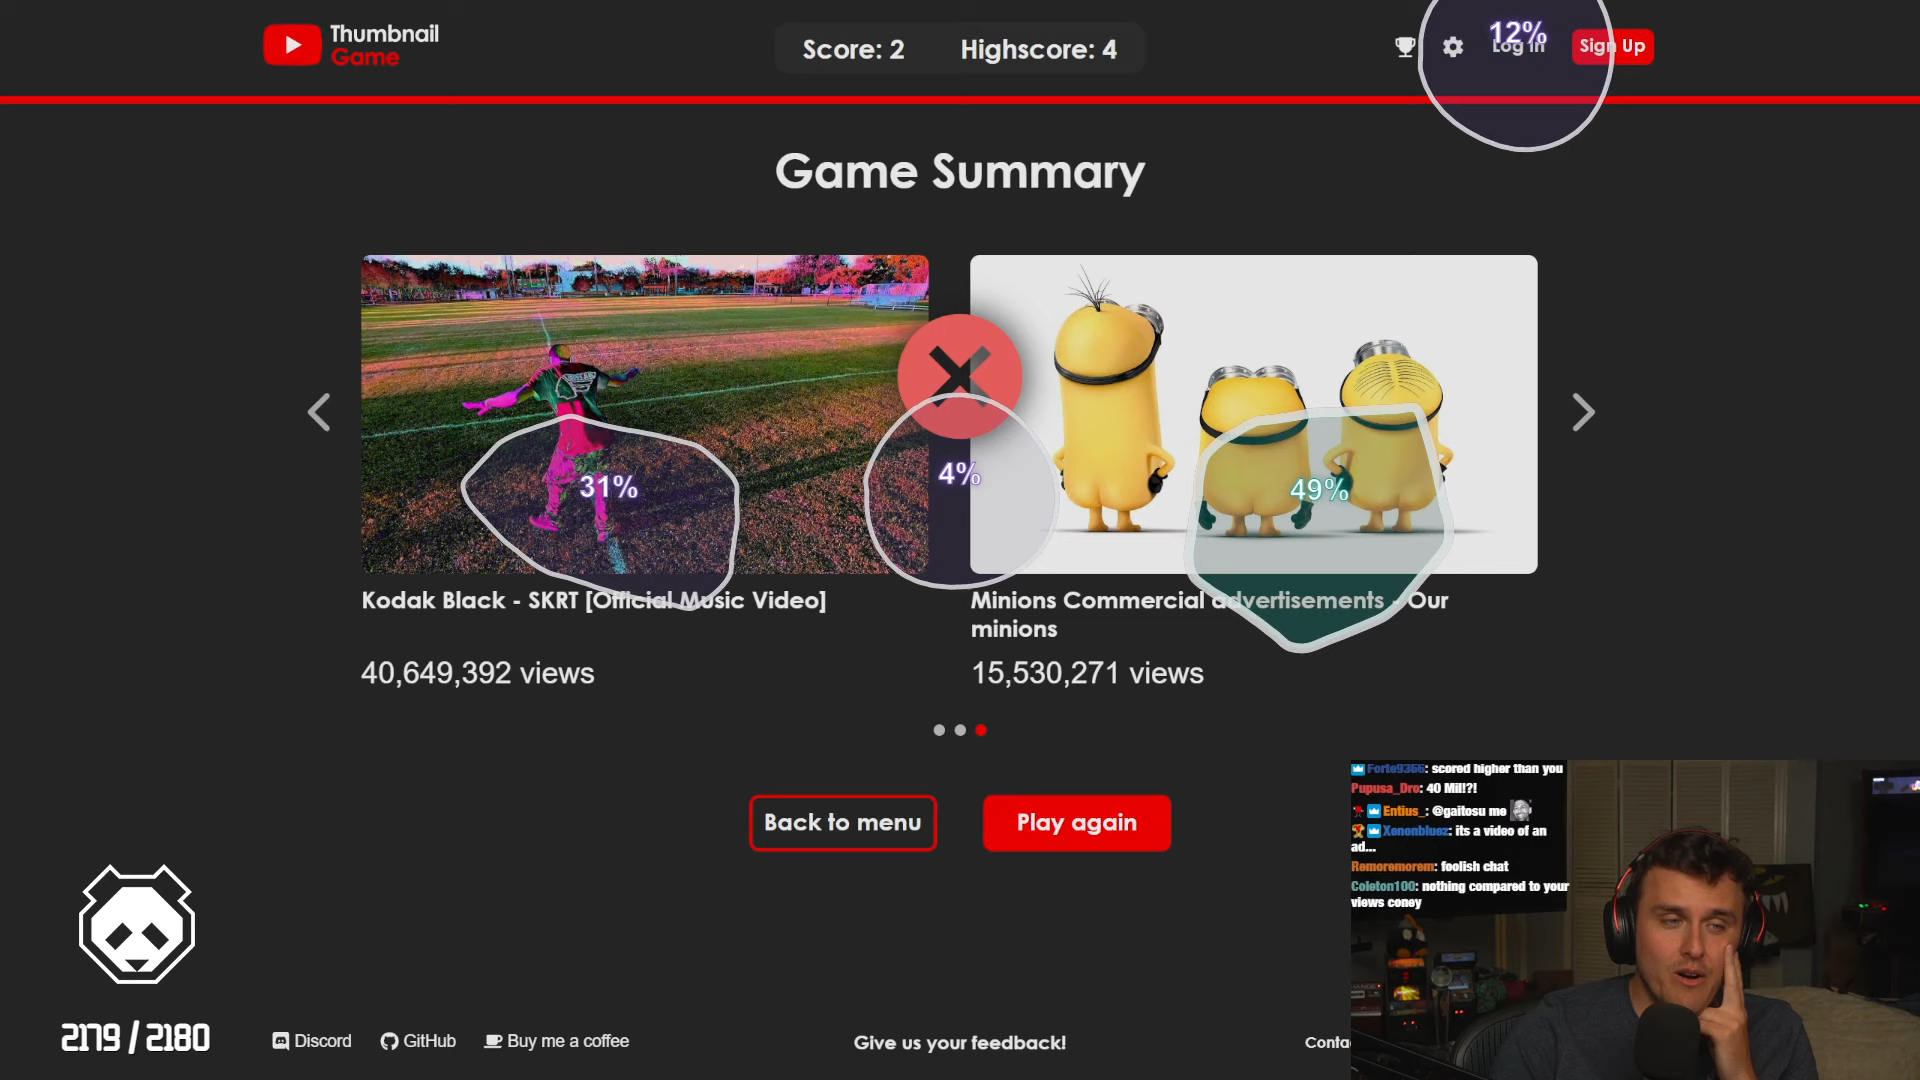 Thumbnail
Game
Score: 2
Highscore: 4
12%
Log In
Sign Up
Game Summary
31%
4%
49%
Kodak Black - SKRT [Official Music Video]
40,649,392 views
Minions Commercial advertisements - Our
minions
15,530,271 views
Back to menu
Play again
Forte9366: scored higher than you
Pupusa_Dro: 40 Mil!?!
Entius_: @gaitosu me
Xenonbluez: its a video of an
ad...
Remoremorem: foolish chat
Coleton100: nothing compared to your
views coney
2179 / 2180
Discord
GitHub
Buy me a coffee
Give us your feedback!
Conta